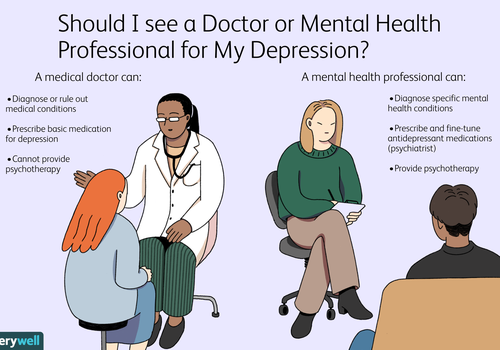 Should I see a Doctor or Mental Health
Professional for My Depression?
A medical doctor can:
•Diagnose or rule out
medical conditions
•Prescribe basic medication
for depression
•Cannot provide
psychotherapy
A mental health professional can:
•Diagnose specific mental
health conditions
•Prescribe and fine-tune
antidepressant medications
(psychiatrist)
•Provide psychotherapy
erywell